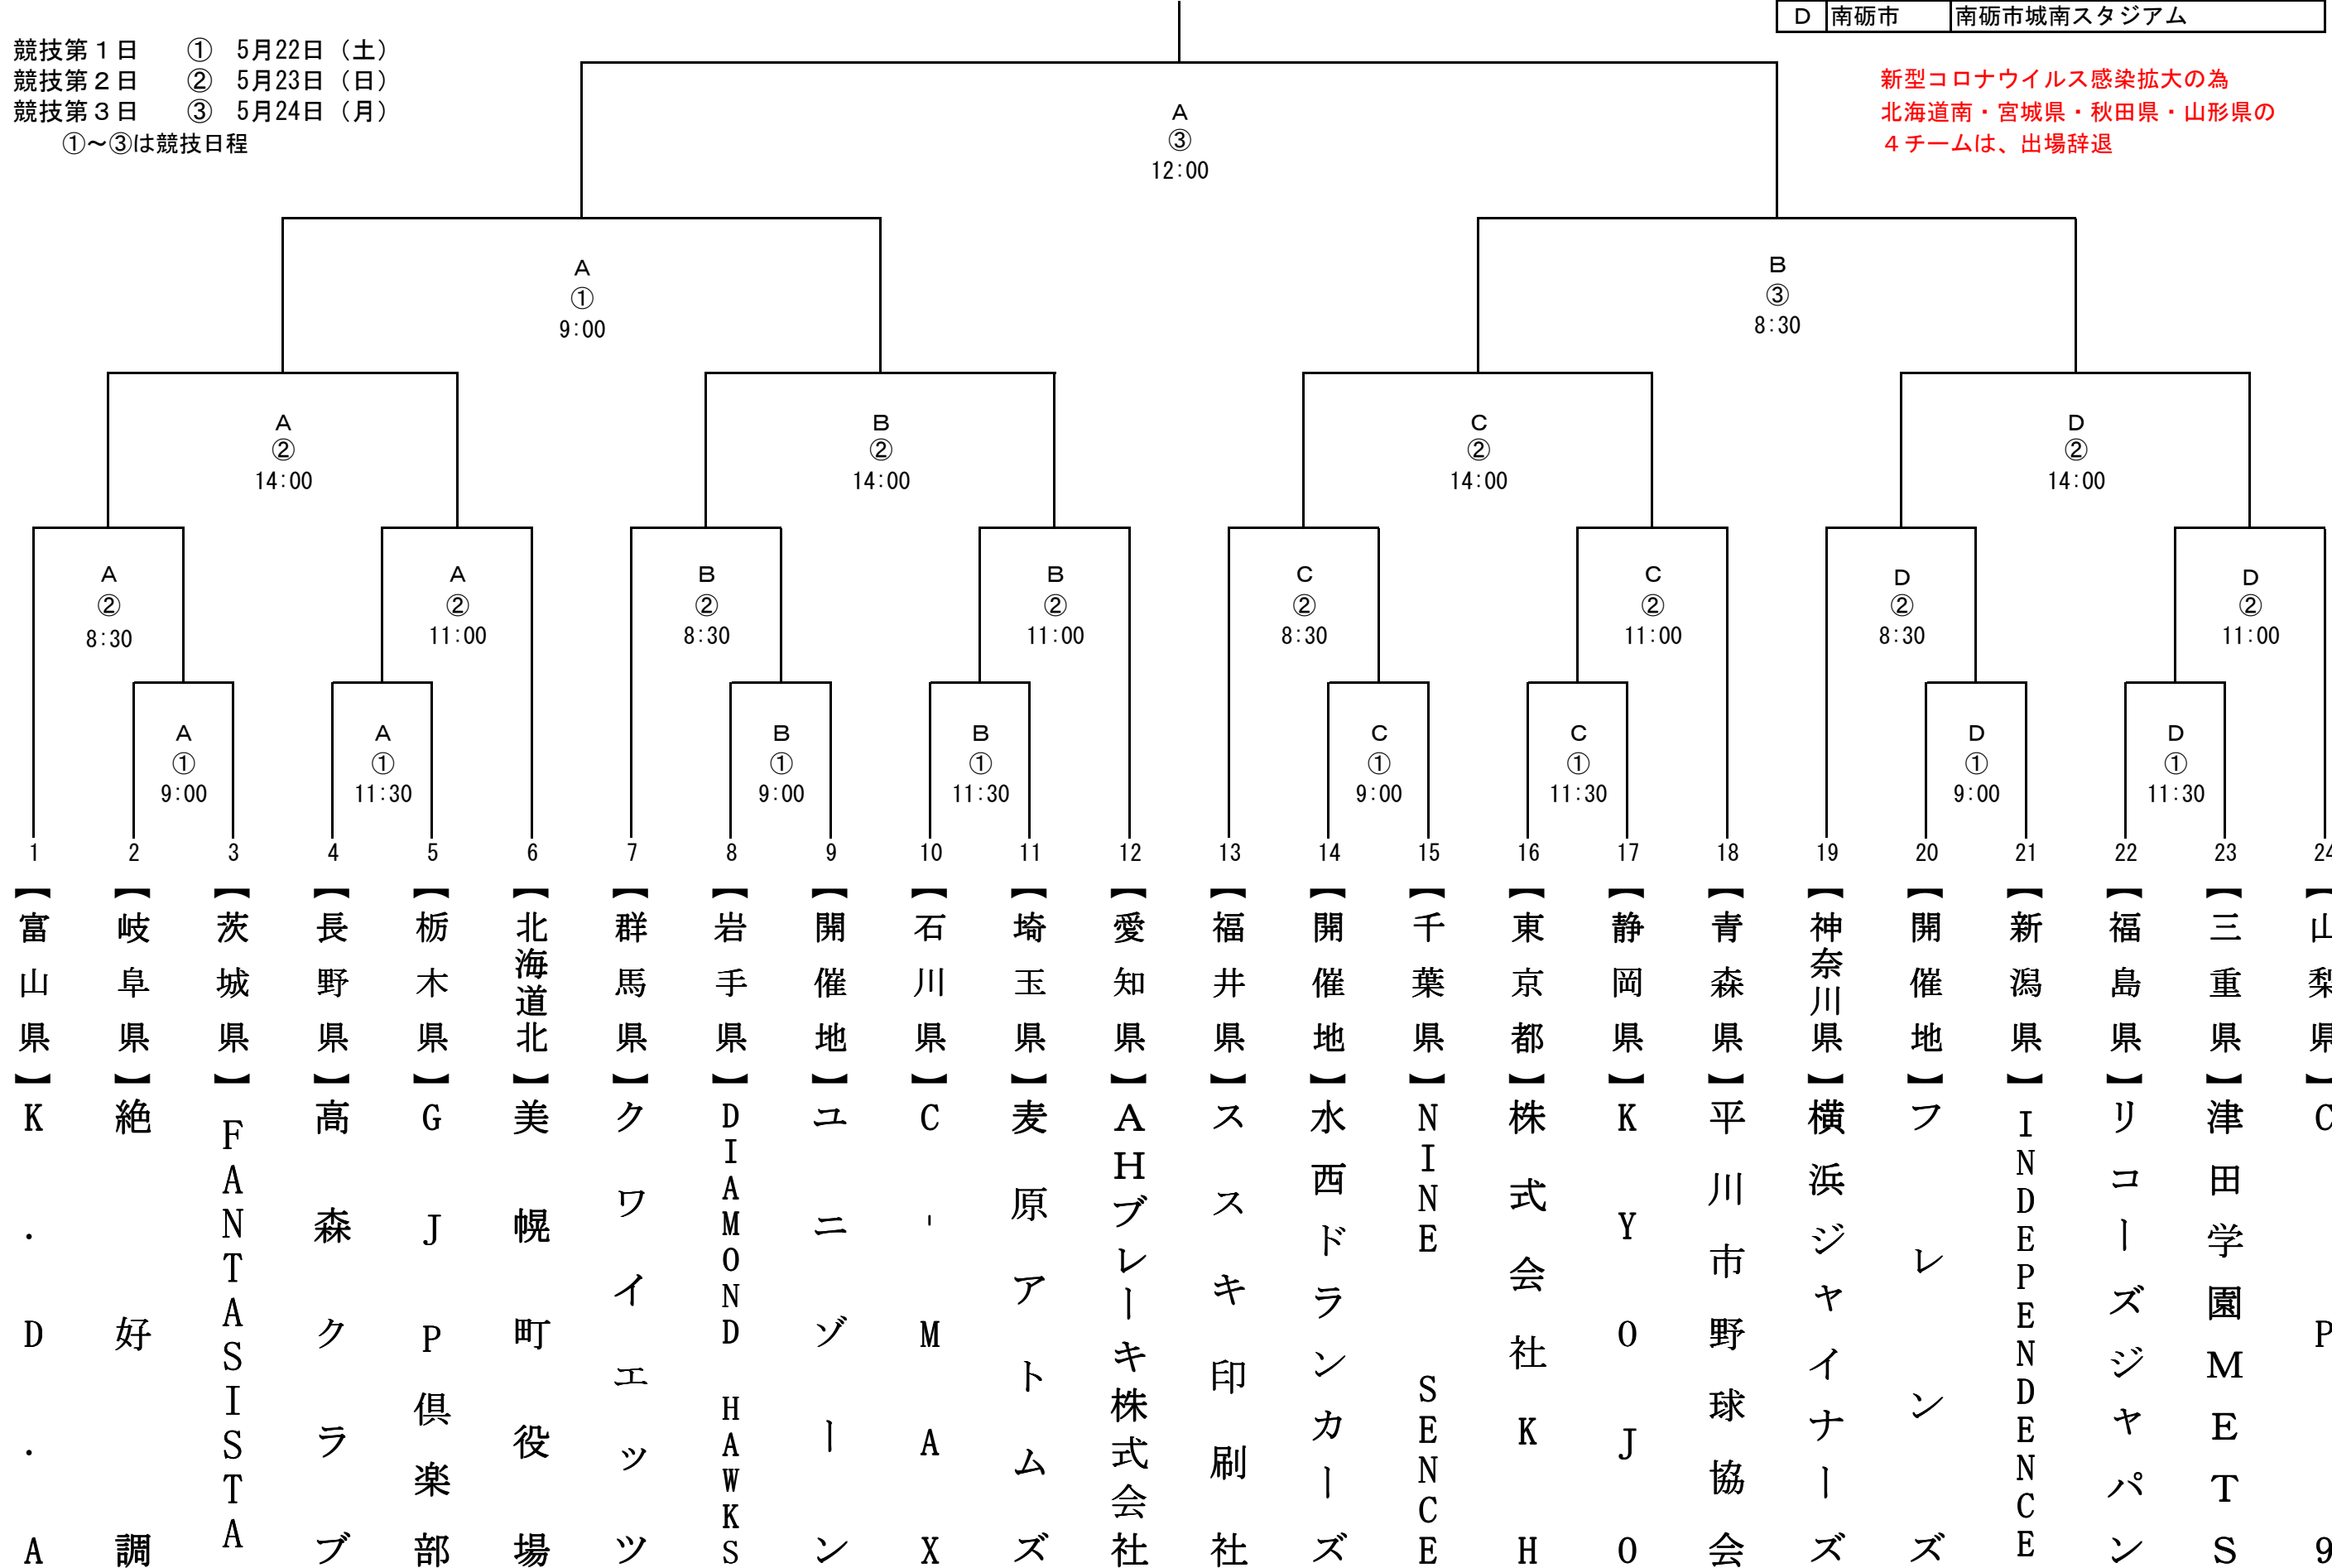 D 南砺市 南砺市城南スタジアム
競技第１日 ① 5月22日（土）
競技第２日 ② 5月23日（日）
競技第３日 ③ 5月24日（月）
①～③は競技日程
新型コロナウイルス感染拡大の為
北海道南・宮城県・秋田県・山形県の
４チームは、出場辞退
A
③
12:00
A
①
9:00
B
③
8:30
A
②
14:00
B
②
14:00
C
②
14:00
D
②
14:00
A
②
8:30
A
②
11:00
B
②
8:30
B
②
11:00
C
②
8:30
C
②
11:00
D
②
8:30
D
②
11:00
A
①
9:00
A
①
11:30
B
①
9:00
B
①
11:30
C
①
9:00
C
①
11:30
D
①
9:00
D
①
11:30
1 【富山県】 K.D.A
2 【岐阜県】 絶好調
3 【茨城県】 FANTASISTA
4 【長野県】 高森クラブ
5 【栃木県】 GJP倶楽部
6 【北海道北】 美幌町役場
7 【群馬県】 クワイエッツ
8 【岩手県】 DIAMOND HAWKS
9 【開催地】 ユニゾーン
10 【石川県】 C'MAX
11 【埼玉県】 麦原アトムズ
12 【愛知県】 AHブレーキ株式会社
13 【福井県】 ススキ印刷社
14 【開催地】 水西ドランカーズ
15 【千葉県】 NINE SENCE
16 【東京都】 株式会社KH
17 【静岡県】 KYOJO
18 【青森県】 平川市野球協会
19 【神奈川県】 横浜ジャイナーズ
20 【開催地】 フレンズ
21 【新潟県】 INDEPENDENCE
22 【福島県】 リコーズジャパン
23 【三重県】 津田学園METS
24 【山梨県】 CP9